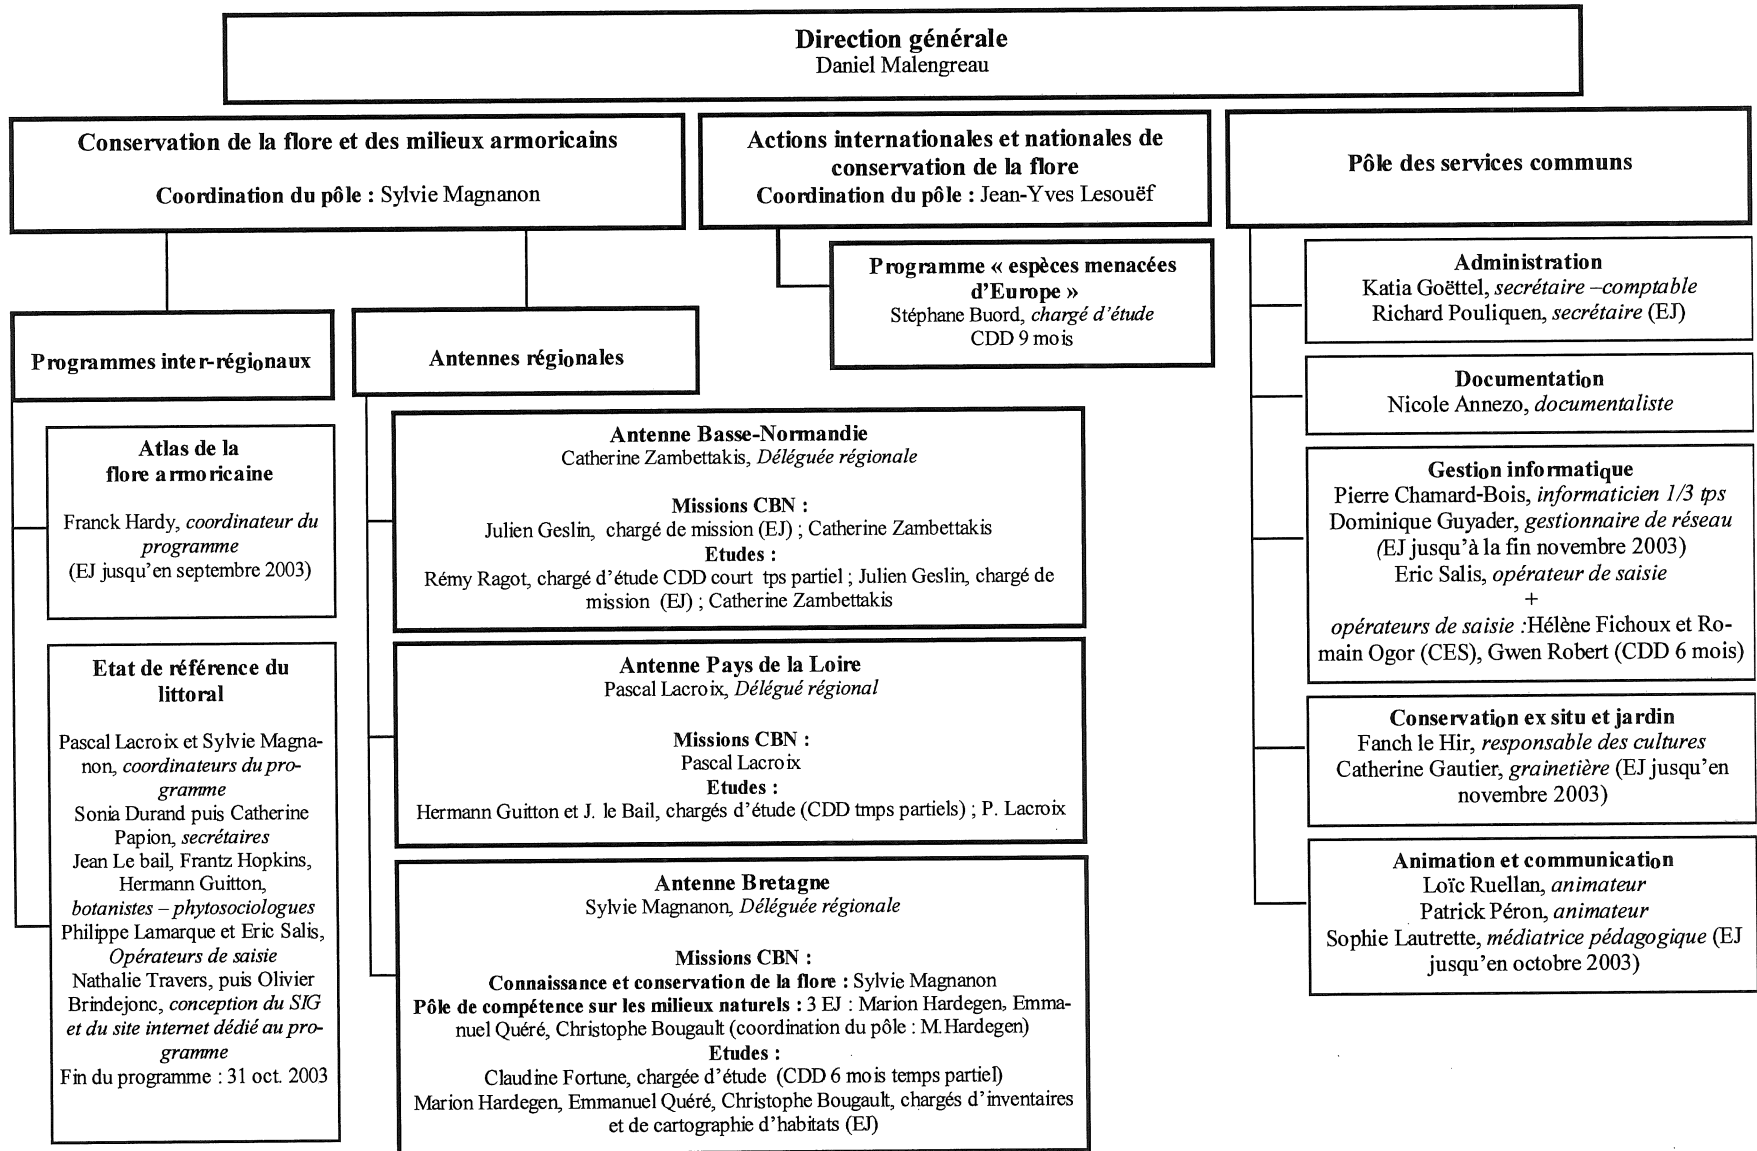 Direction générale
Daniel Malengreau
Conservation de la flore et des milieux armoricains
Coordination du pôle : Sylvie Magnanon
Actions internationales et nationales de
conservation de la flore
Coordination du pôle : Jean-Yves Lesouëf
Pôle des services communs
Programme « espèces menacées
d'Europe »
Stéphane Buord, chargé d'étude
CDD 9 mois
Programmes inter-régionaux
Atlas de la
flore armoricaine
Franck Hardy, coordinateur du
programme
(EJ jusqu'en septembre 2003)
Etat de référence du
littoral
Pascal Lacroix et Sylvie Magna-
non, coordinateurs du pro-
gramme
Sonia Durand puis Catherine
Papion, secrétaires
Jean Le bail, Frantz Hopkins,
Hermann Guitton,
botanistes – phytosociologues
Philippe Lamarque et Eric Salis,
Opérateurs de saisie
Nathalie Travers, puis Olivier
Brindejonc, conception du SIG
et du site internet dédié au pro-
gramme
Fin du programme : 31 oct. 2003
Antennes régionales
Antenne Basse-Normandie
Catherine Zambettakis, Déléguée régionale
Missions CBN :
Julien Geslin, chargé de mission (EJ) ; Catherine Zambettakis
Etudes :
Rémy Ragot, chargé d'étude CDD court tps partiel ; Julien Geslin, chargé de
mission (EJ) ; Catherine Zambettakis
Antenne Pays de la Loire
Pascal Lacroix, Délégué régional
Missions CBN :
Pascal Lacroix
Etudes :
Hermann Guitton et J. le Bail, chargés d'étude (CDD tmps partiels) ; P. Lacroix
Antenne Bretagne
Sylvie Magnanon, Déléguée régionale
Missions CBN :
Connaissance et conservation de la flore : Sylvie Magnanon
Pôle de compétence sur les milieux naturels : 3 EJ : Marion Hardegen, Emma-
nuel Quéré, Christophe Bougault (coordination du pôle : M.Hardegen)
Etudes :
Claudine Fortune, chargée d'étude (CDD 6 mois temps partiel)
Marion Hardegen, Emmanuel Quéré, Christophe Bougault, chargés d'inventaires
et de cartographie d'habitats (EJ)
Administration
Katia Goëttel, secrétaire –comptable
Richard Pouliquen, secrétaire (EJ)
Documentation
Nicole Annezo, documentaliste
Gestion informatique
Pierre Chamard-Bois, informaticien 1/3 tps
Dominique Guyader, gestionnaire de réseau
(EJ jusqu'à la fin novembre 2003)
Eric Salis, opérateur de saisie
+
opérateurs de saisie :Hélène Fichoux et Ro-
main Ogor (CES), Gwen Robert (CDD 6 mois)
Conservation ex situ et jardin
Fanch le Hir, responsable des cultures
Catherine Gautier, grainetière (EJ jusqu'en
novembre 2003)
Animation et communication
Loïc Ruellan, animateur
Patrick Péron, animateur
Sophie Lautrette, médiatrice pédagogique (EJ
jusqu'en octobre 2003)